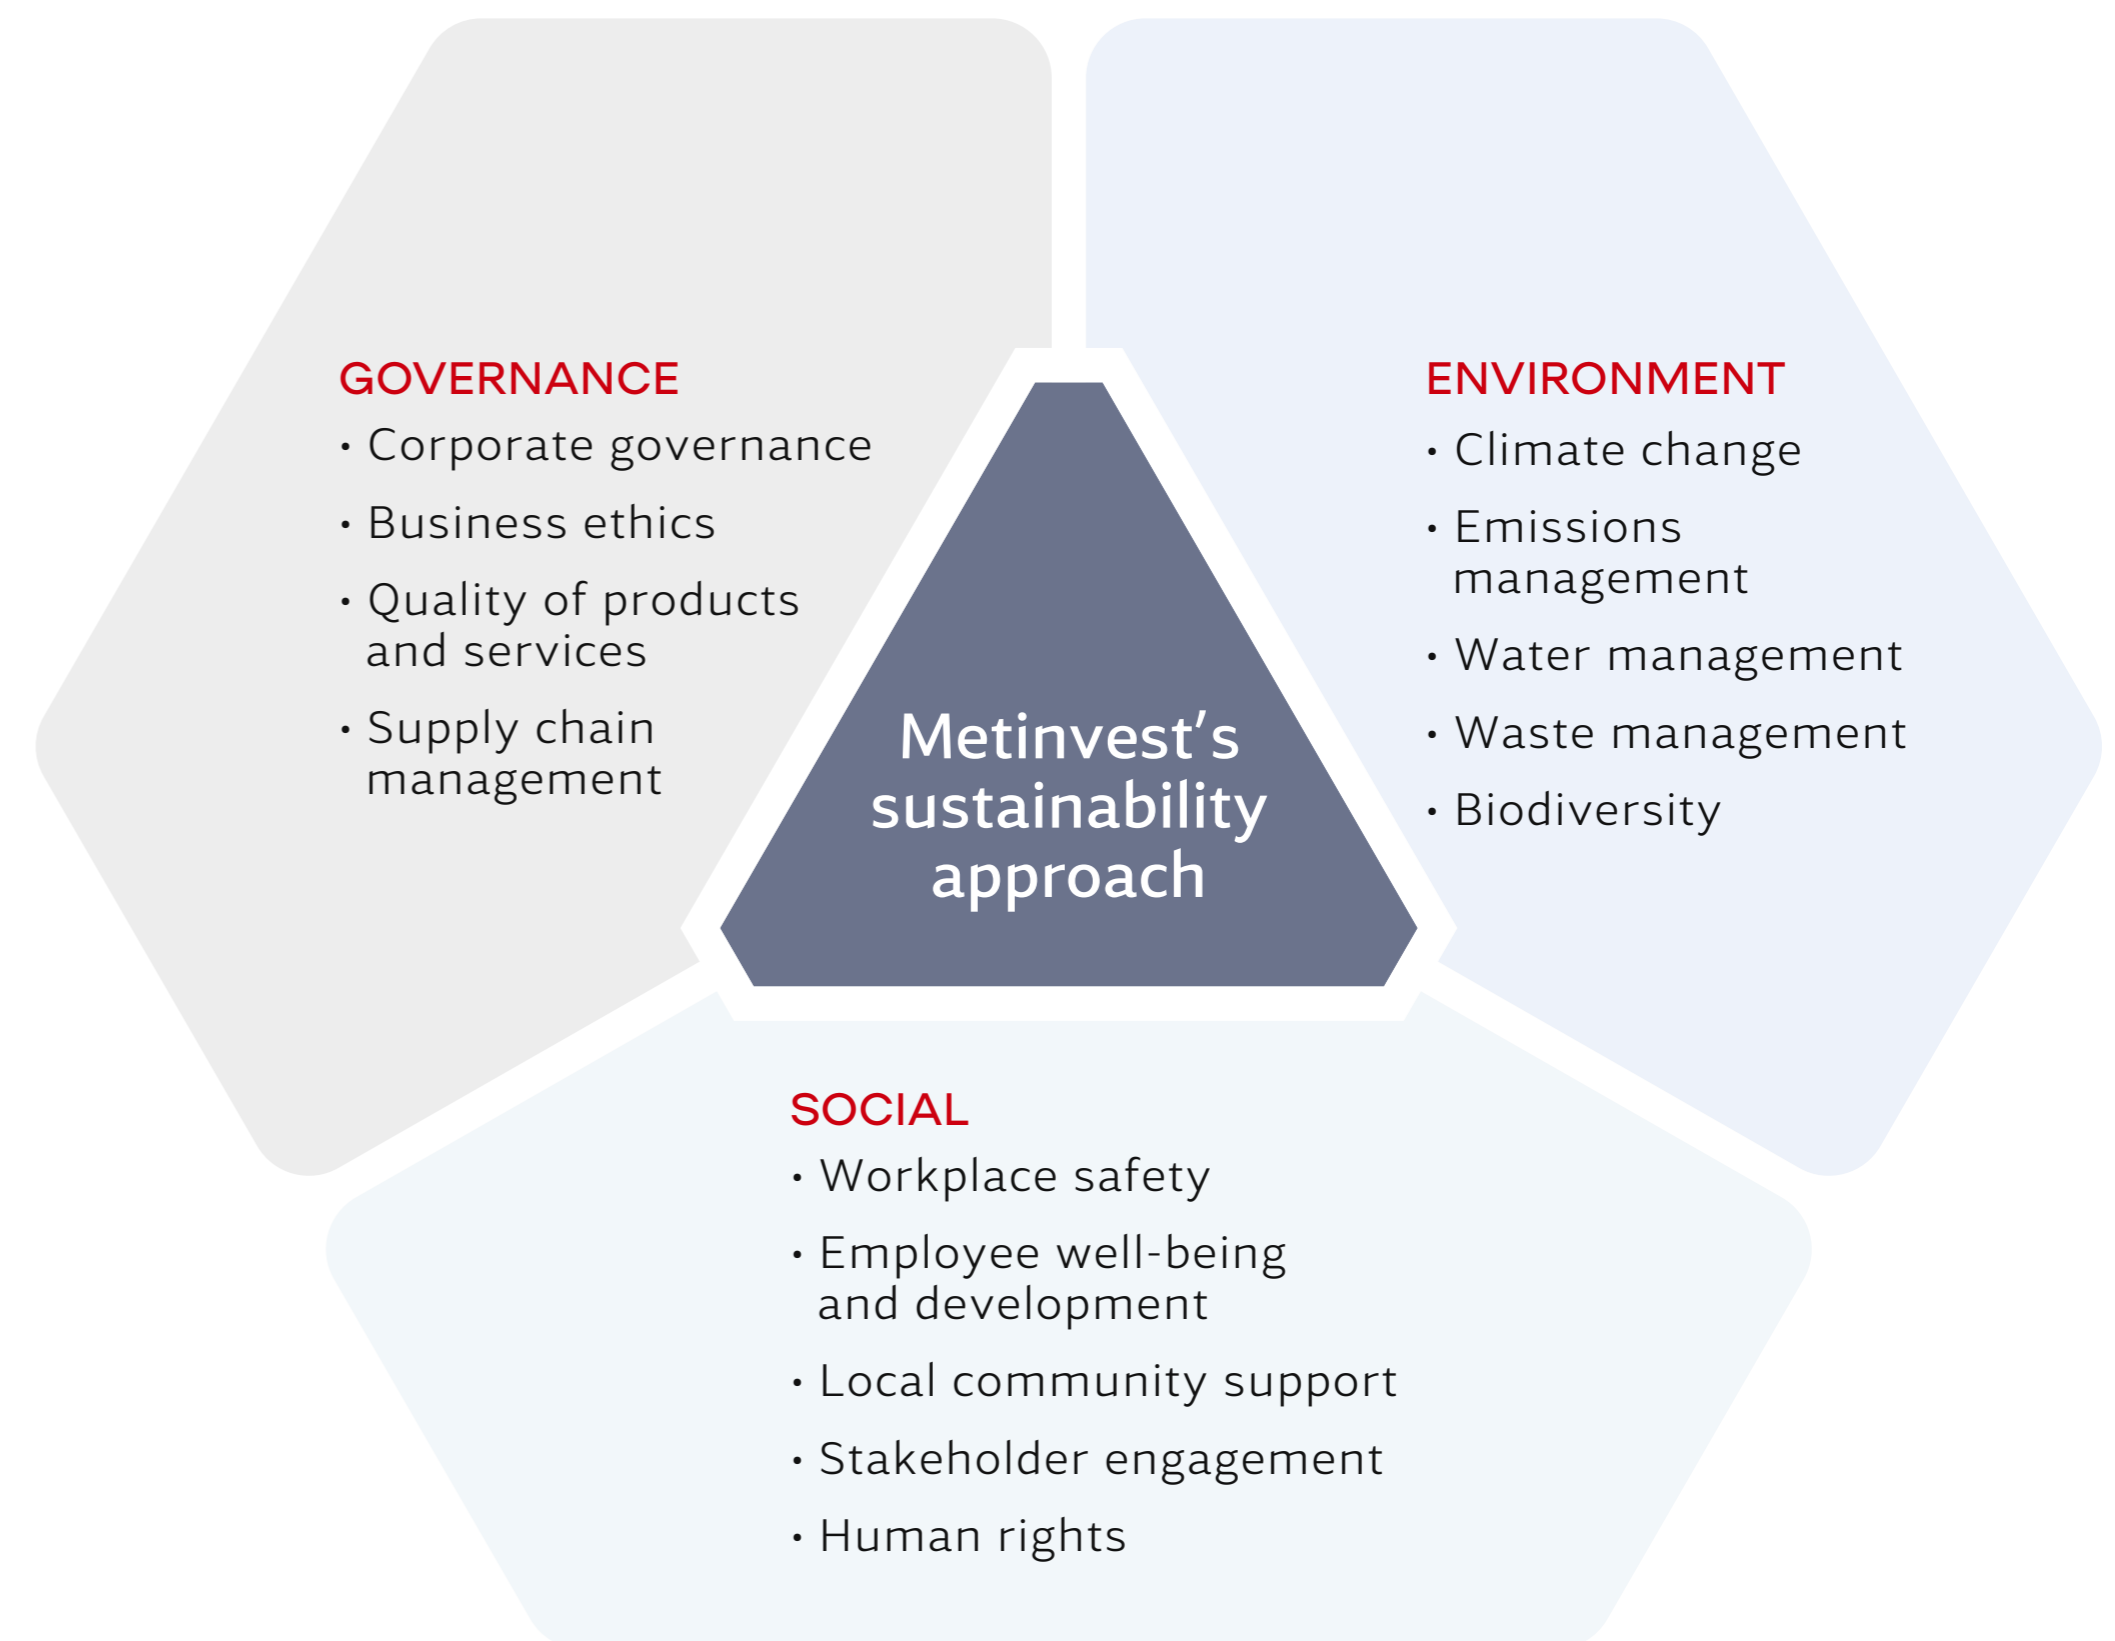 GOVERNANCE
· Corporate governance
· Business ethics
· Quality of products
and services
· Supply chain
management
ENVIRONMENT
· Climate change
· Emissions
management
· Water management
· Waste management
· Biodiversity
Metinvest’s
sustainability
approach
SOCIAL
· Workplace safety
· Employee well-being
and development
· Local community support
· Stakeholder engagement
· Human rights